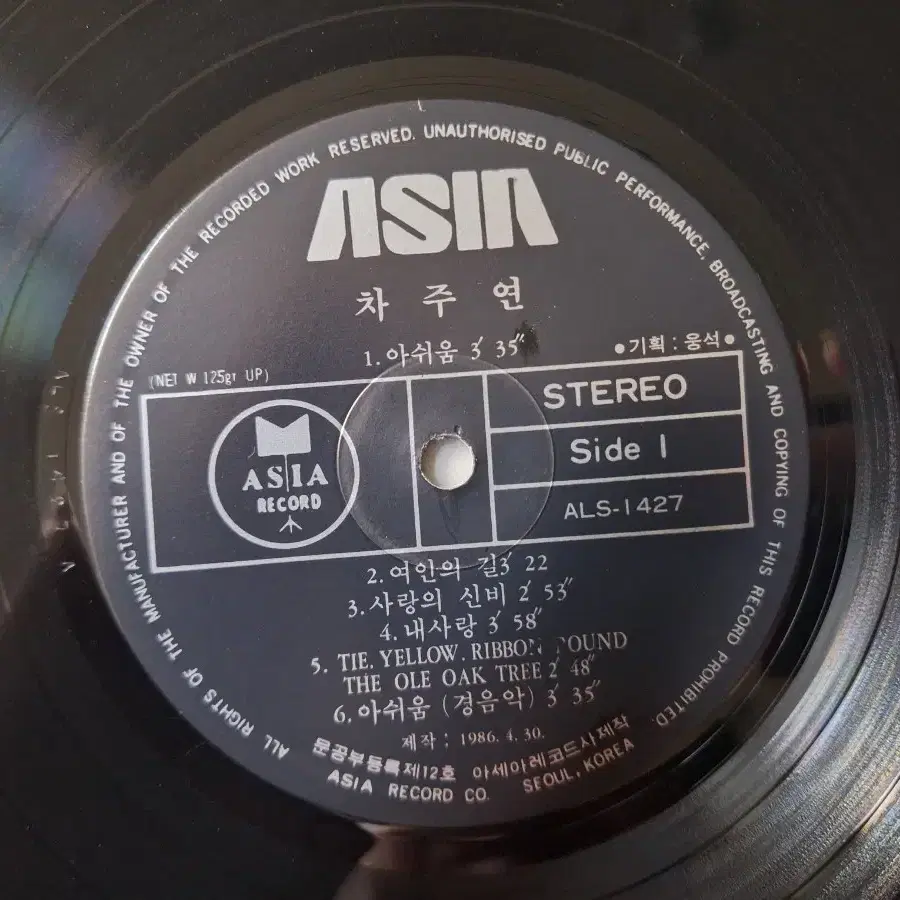 ALL RIGHTS OF THE MANUFACTURER AND OF THE OWNER OF THE RECORDED WORK RESERVED. UNAUTHORISED PUBLIC PERFORMANCE, BROADCASTING AND COPYING OF THIS RECORD PROHIBITED.
ASIA
차주연
1. 아쉬움 3′ 35″
●기획 : 웅석●
(NET W 125gr UP)
STEREO
ASIA
RECORD
Side 1
ALS-1427
2. 여인의 길 3′ 22
3. 사랑의 신비 2′ 53″
4. 내사랑 3′ 58″
5. TIE. YELLOW. RIBBON
THE OLE OAK TREE 2′ 48″
6. 아쉬움 (경음악) 3′ 35″
제작 : 1986. 4. 30.
문공부등록제12호 아세아레코드사제작
ASIA RECORD CO. SEOUL, KOREA